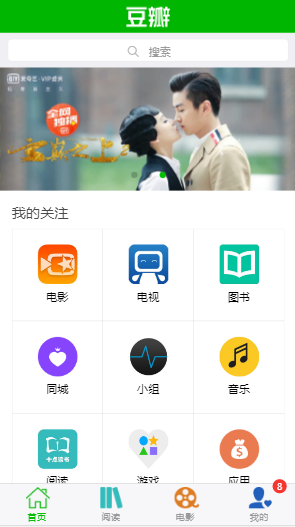 豆瓣
搜索
爱奇艺·VIP会员
全网
独播
我的关注
电影 电视 图书
同城 小组 音乐
卡点读书
阅读 游戏 应用
8
首页 阅读 电影 我的